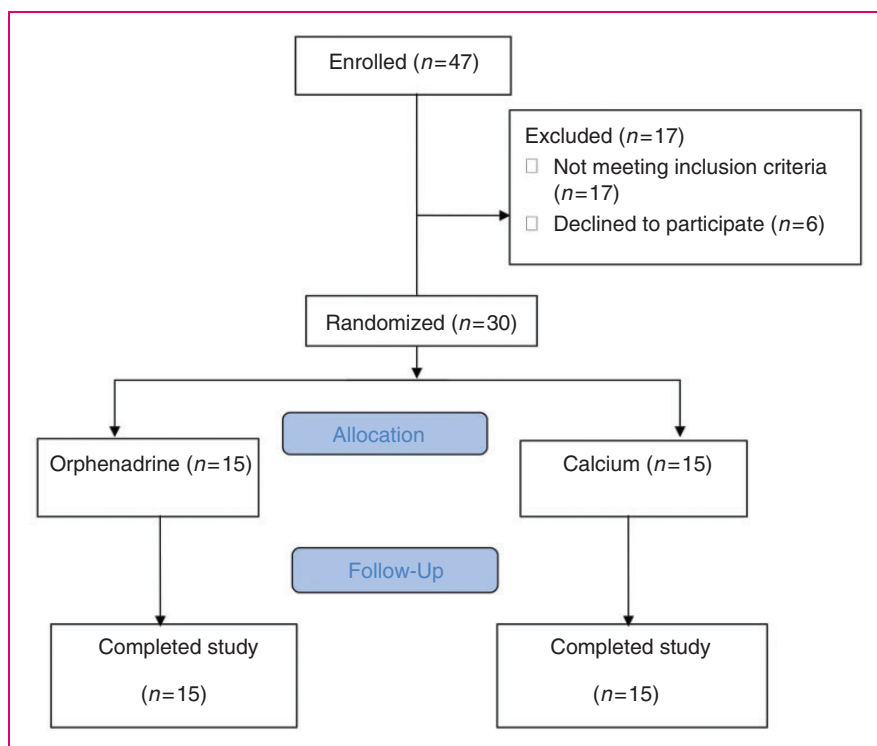 Enrolled (n=47)
Excluded (n=17)
Not meeting inclusion criteria
(n=17)
Declined to participate (n=6)
Randomized (n=30)
Allocation
Orphenadrine (n=15)
Calcium (n=15)
Follow-Up
Completed study
(n=15)
Completed study
(n=15)